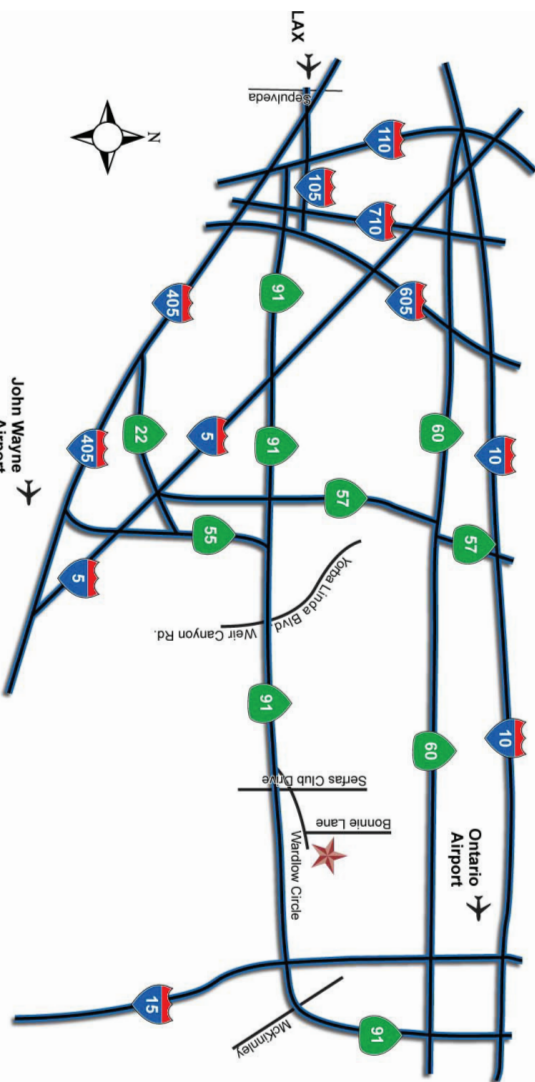 LAX
Sepulveda
110
105
710
605
91
405
60
10
22
5
91
405
57
57
55
5
John Wayne
Airport
Yorba Linda Blvd.
Weir Canyon Rd.
91
60
10
Serfas Club Drive
Bonnie Lane
Wardlow Circle
Ontario
Airport
15
McKinley
91
N